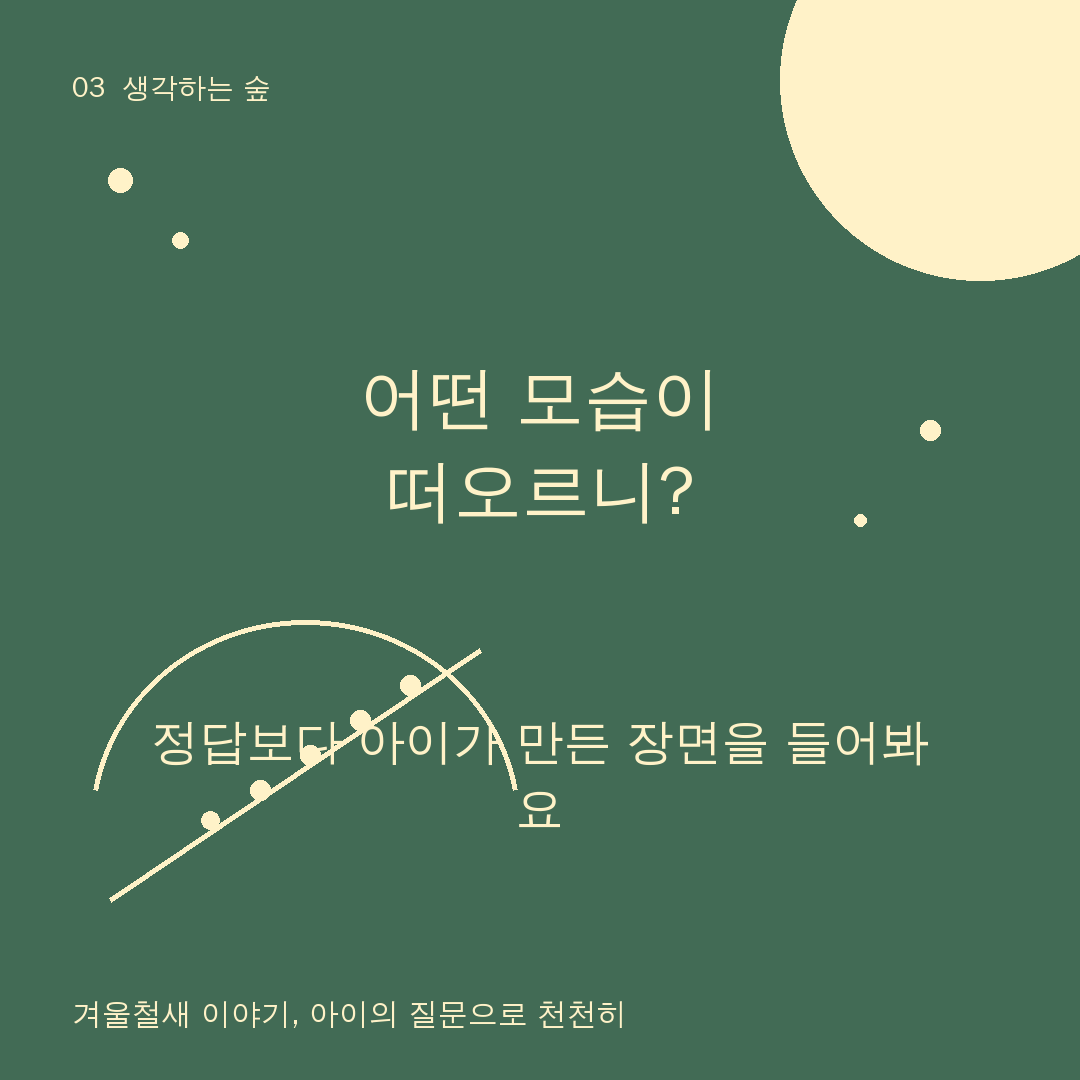 03 생각하는 숲
어떤 모습이
떠오르니?
정답보다 아이가 만든 장면을 들어봐
요
겨울철새 이야기, 아이의 질문으로 천천히